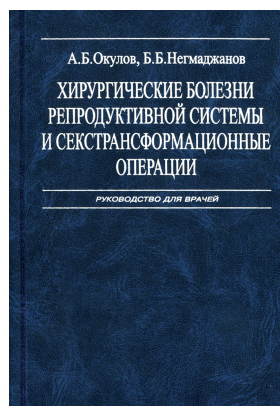 А.Б.Окулов, Б.Б.Негмаджанов
ХИРУРГИЧЕСКИЕ БОЛЕЗНИ
РЕПРОДУКТИВНОЙ СИСТЕМЫ
И СЕКСТРАНСФОРМАЦИОННЫЕ
ОПЕРАЦИИ
РУКОВОДСТВО ДЛЯ ВРАЧЕЙ